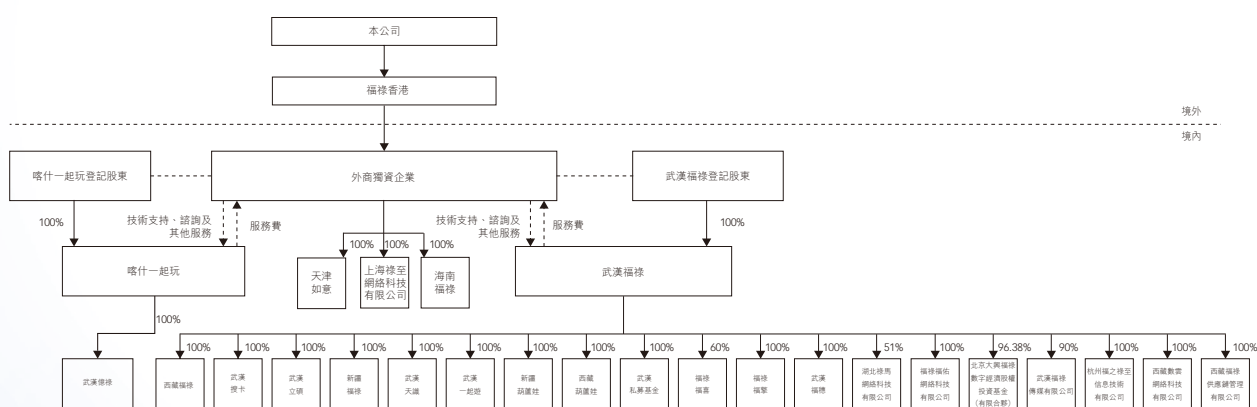 本公司
福祿香港
境外
境內
喀什一起玩登記股東
外商獨資企業
武漢福祿登記股東
100%
技術支持、諮詢及
其他服務
服務費
技術支持、諮詢及
其他服務
服務費
100%
100%
100%
100%
喀什一起玩
天津
如意
上海祿至
網絡科技
有限公司
海南
福祿
武漢福祿
100%
100%
100%
100%
100%
100%
100%
100%
100%
100%
60%
100%
100%
51%
100%
96.38%
90%
100%
100%
100%
武漢億祿
西藏福祿
武漢
搜卡
武漢
立碩
新疆
福祿
武漢
天識
武漢
一起遊
新疆
葫蘆娃
西藏
葫蘆娃
武漢
私募基金
福祿
福喜
福祿
福擎
武漢
福穗
湖北祿馬
網絡科技
有限公司
福祿福佑
網絡科技
有限公司
北京大興福祿
數字經濟股權
投資基金
（有限合夥）
武漢福祿
傳媒有限公司
杭州福之祿至
信息技術
有限公司
西藏數雲
網絡科技
有限公司
西藏福祿
供應鏈管理
有限公司